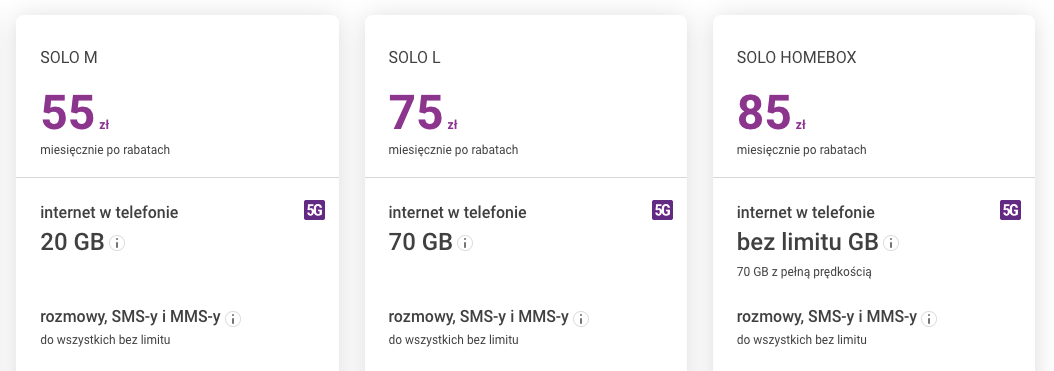 SOLO M
55 zł
miesięcznie po rabatach
internet w telefonie
5G
20 GB
rozmowy, SMS-y i MMS-y
do wszystkich bez limitu
SOLO L
75 zł
miesięcznie po rabatach
internet w telefonie
5G
70 GB
rozmowy, SMS-y i MMS-y
do wszystkich bez limitu
SOLO HOMEBOX
85 zł
miesięcznie po rabatach
internet w telefonie
5G
bez limitu GB
70 GB z pełną prędkością
rozmowy, SMS-y i MMS-y
do wszystkich bez limitu